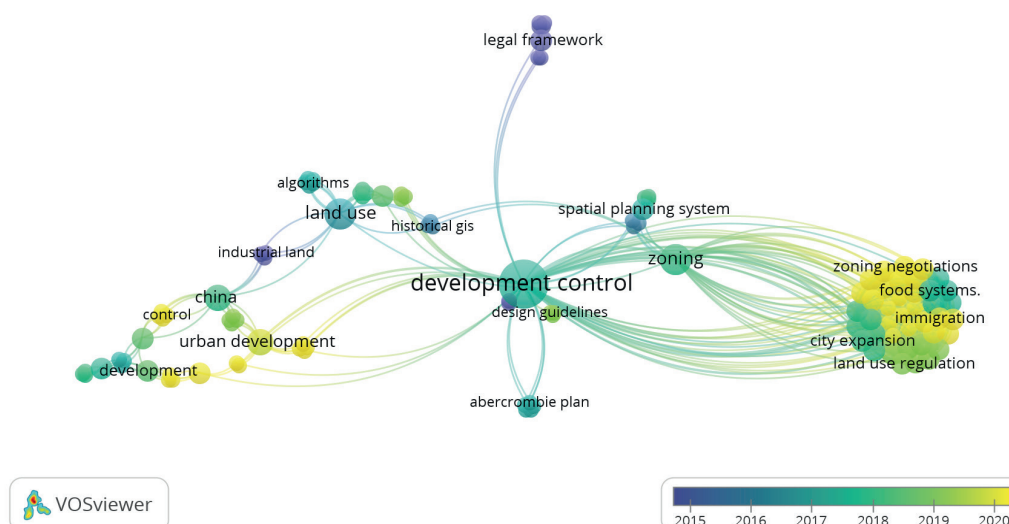 legal framework
algorithms
land use
spatial planning system
historical gis
industrial land
zoning
zoning negotiations
development control
food systems.
china
design guidelines
control
immigration
urban development
city expansion
development
land use regulation
abercrombie plan
VOSviewer
2015 2016 2017 2018 2019 2020